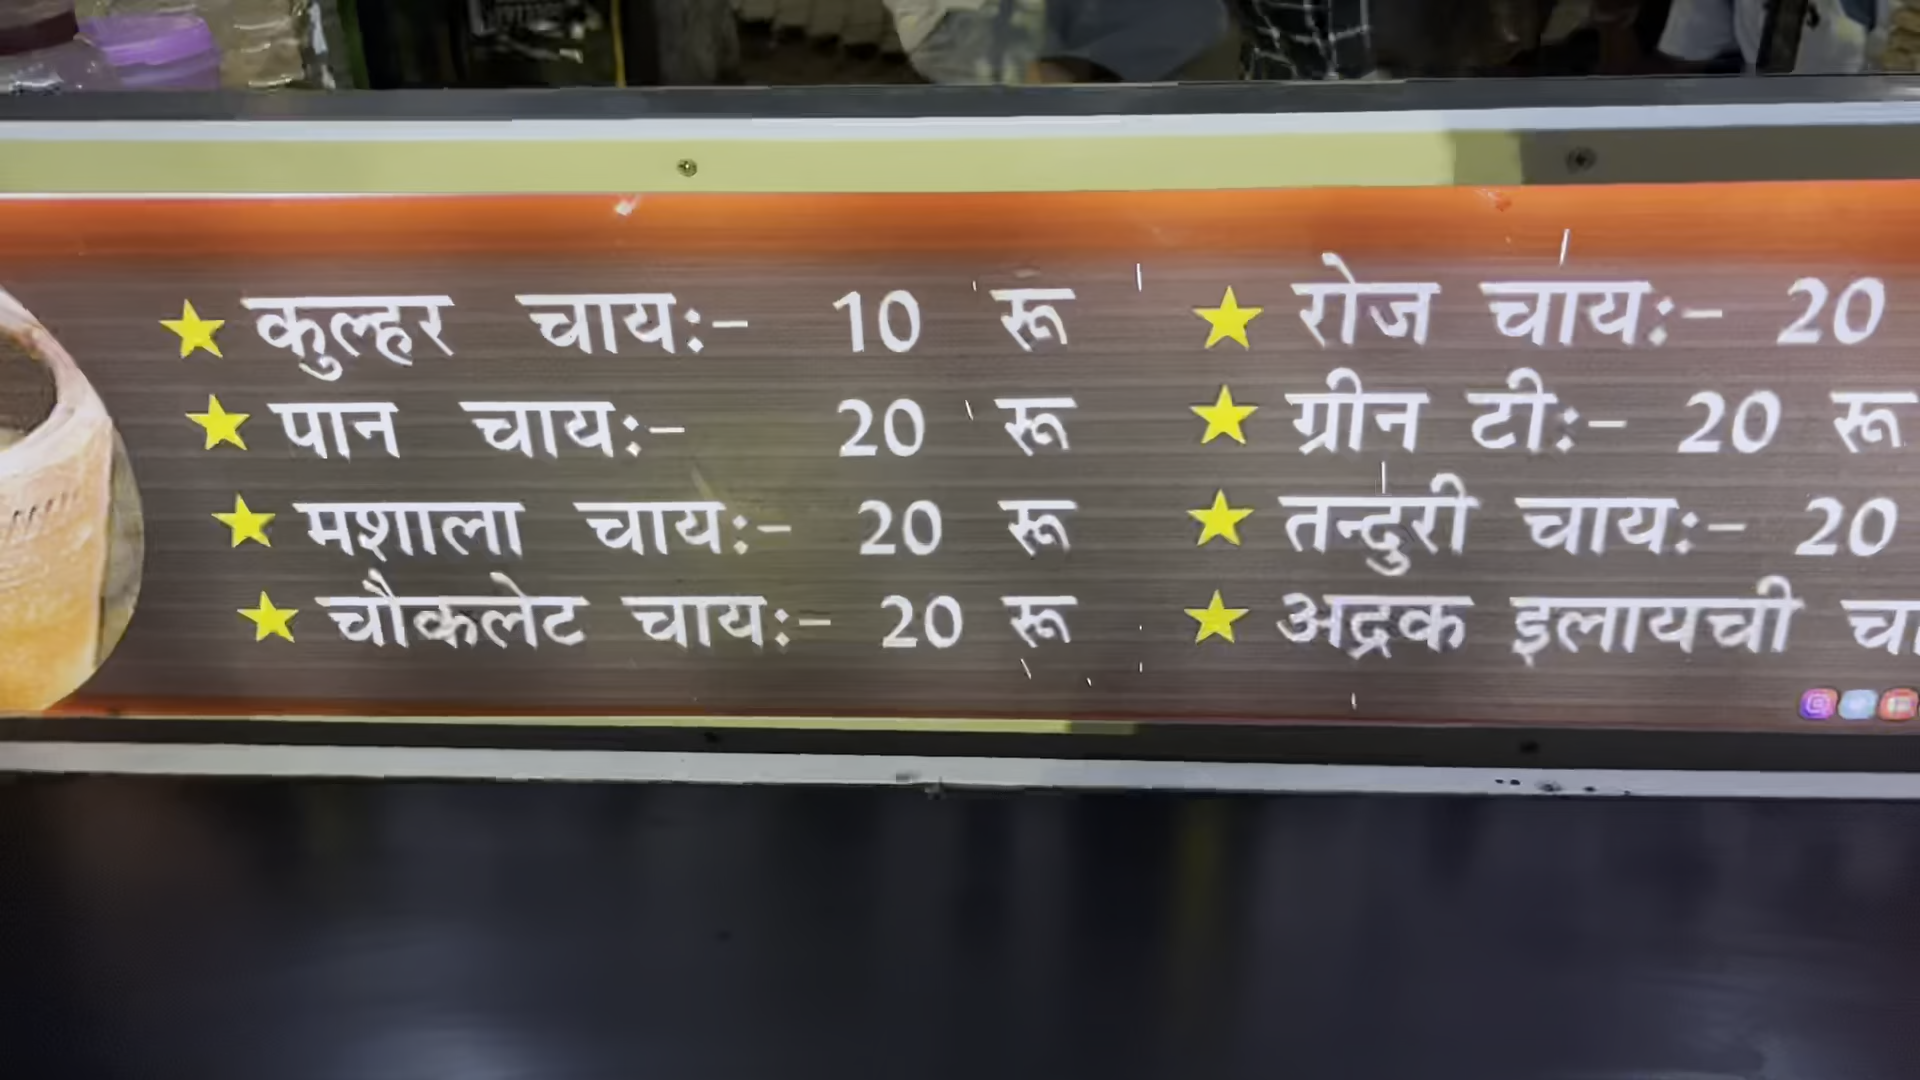 कुल्हर चाय:- 10 रू
पान चाय:- 20 रू
मशाला चाय:- 20 रू
चौकलेट चाय:- 20 रू
रोज चाय:- 20
ग्रीन टी:- 20 रू
तन्दुरी चाय:- 20
अद्रक इलायची चा